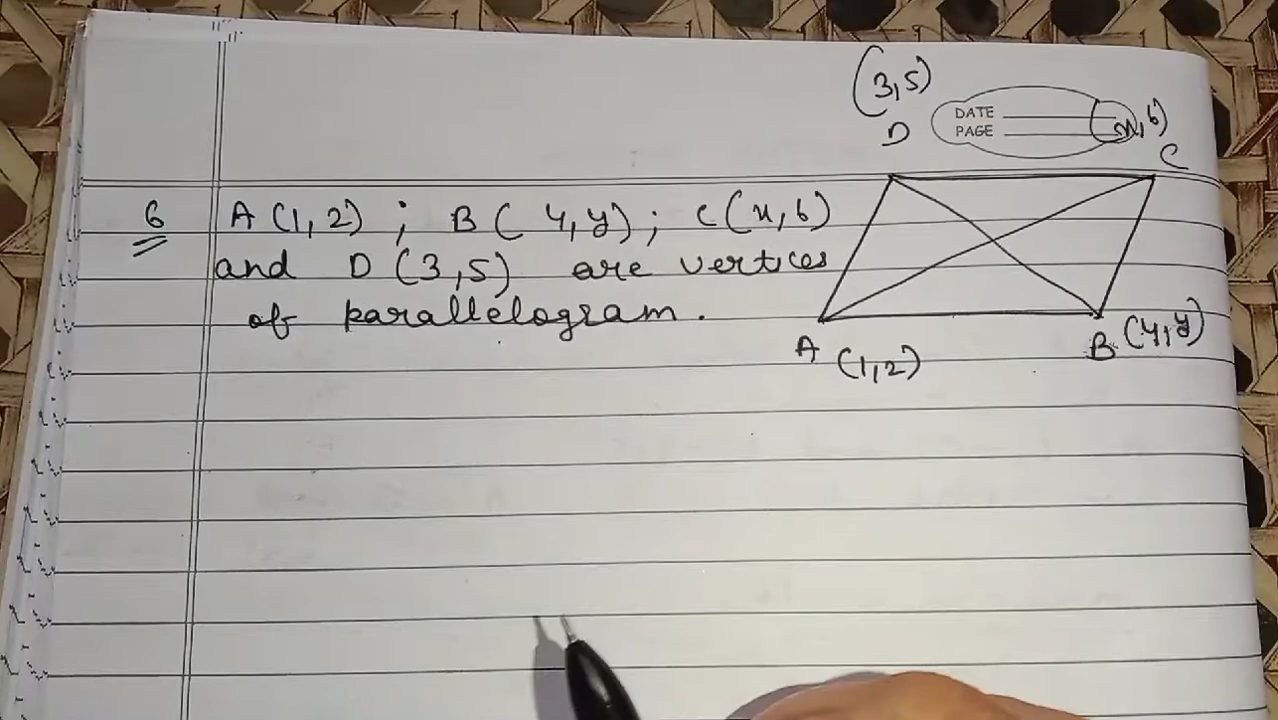 (3,5)
D
DATE
PAGE
(x,6)
C
6 A (1,2) ; B ( 4,y) ; C (x,6)
and D (3,5) are vertices
of parallelogram.
A (1,2)
B (4,y)